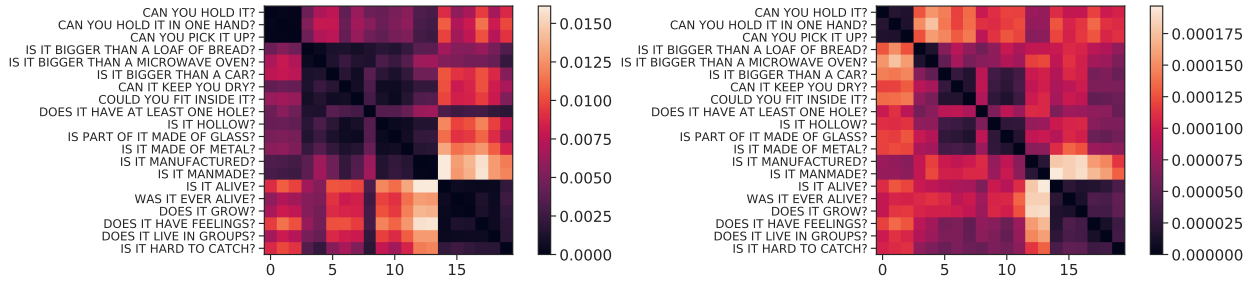 CAN YOU HOLD IT?
CAN YOU HOLD IT IN ONE HAND?
CAN YOU PICK IT UP?
IS IT BIGGER THAN A LOAF OF BREAD?
IS IT BIGGER THAN A MICROWAVE OVEN?
IS IT BIGGER THAN A CAR?
CAN IT KEEP YOU DRY?
COULD YOU FIT INSIDE IT?
DOES IT HAVE AT LEAST ONE HOLE?
IS IT HOLLOW?
IS PART OF IT MADE OF GLASS?
IS IT MADE OF METAL?
IS IT MANUFACTURED?
IS IT MANMADE?
IS IT ALIVE?
WAS IT EVER ALIVE?
DOES IT GROW?
DOES IT HAVE FEELINGS?
DOES IT LIVE IN GROUPS?
IS IT HARD TO CATCH?
0 5 10 15
0.0150
0.0125
0.0100
0.0075
0.0050
0.0025
0.0000
CAN YOU HOLD IT?
CAN YOU HOLD IT IN ONE HAND?
CAN YOU PICK IT UP?
IS IT BIGGER THAN A LOAF OF BREAD?
IS IT BIGGER THAN A MICROWAVE OVEN?
IS IT BIGGER THAN A CAR?
CAN IT KEEP YOU DRY?
COULD YOU FIT INSIDE IT?
DOES IT HAVE AT LEAST ONE HOLE?
IS IT HOLLOW?
IS PART OF IT MADE OF GLASS?
IS IT MADE OF METAL?
IS IT MANUFACTURED?
IS IT MANMADE?
IS IT ALIVE?
WAS IT EVER ALIVE?
DOES IT GROW?
DOES IT HAVE FEELINGS?
DOES IT LIVE IN GROUPS?
IS IT HARD TO CATCH?
0 5 10 15
0.000175
0.000150
0.000125
0.000100
0.000075
0.000050
0.000025
0.000000